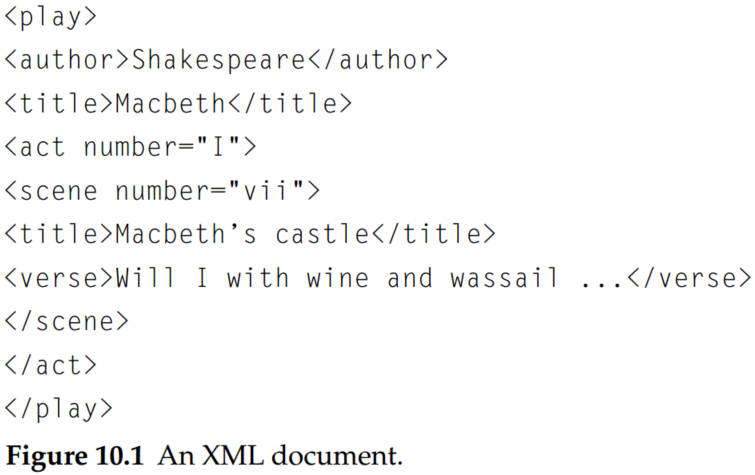 <play>
<author>Shakespeare</author>
<title>Macbeth</title>
<act number="I">
<scene number="vii">
<title>Macbeth’s castle</title>
<verse>Will I with wine and wassail ...</verse>
</scene>
</act>
</play>
Figure 10.1 An XML document.